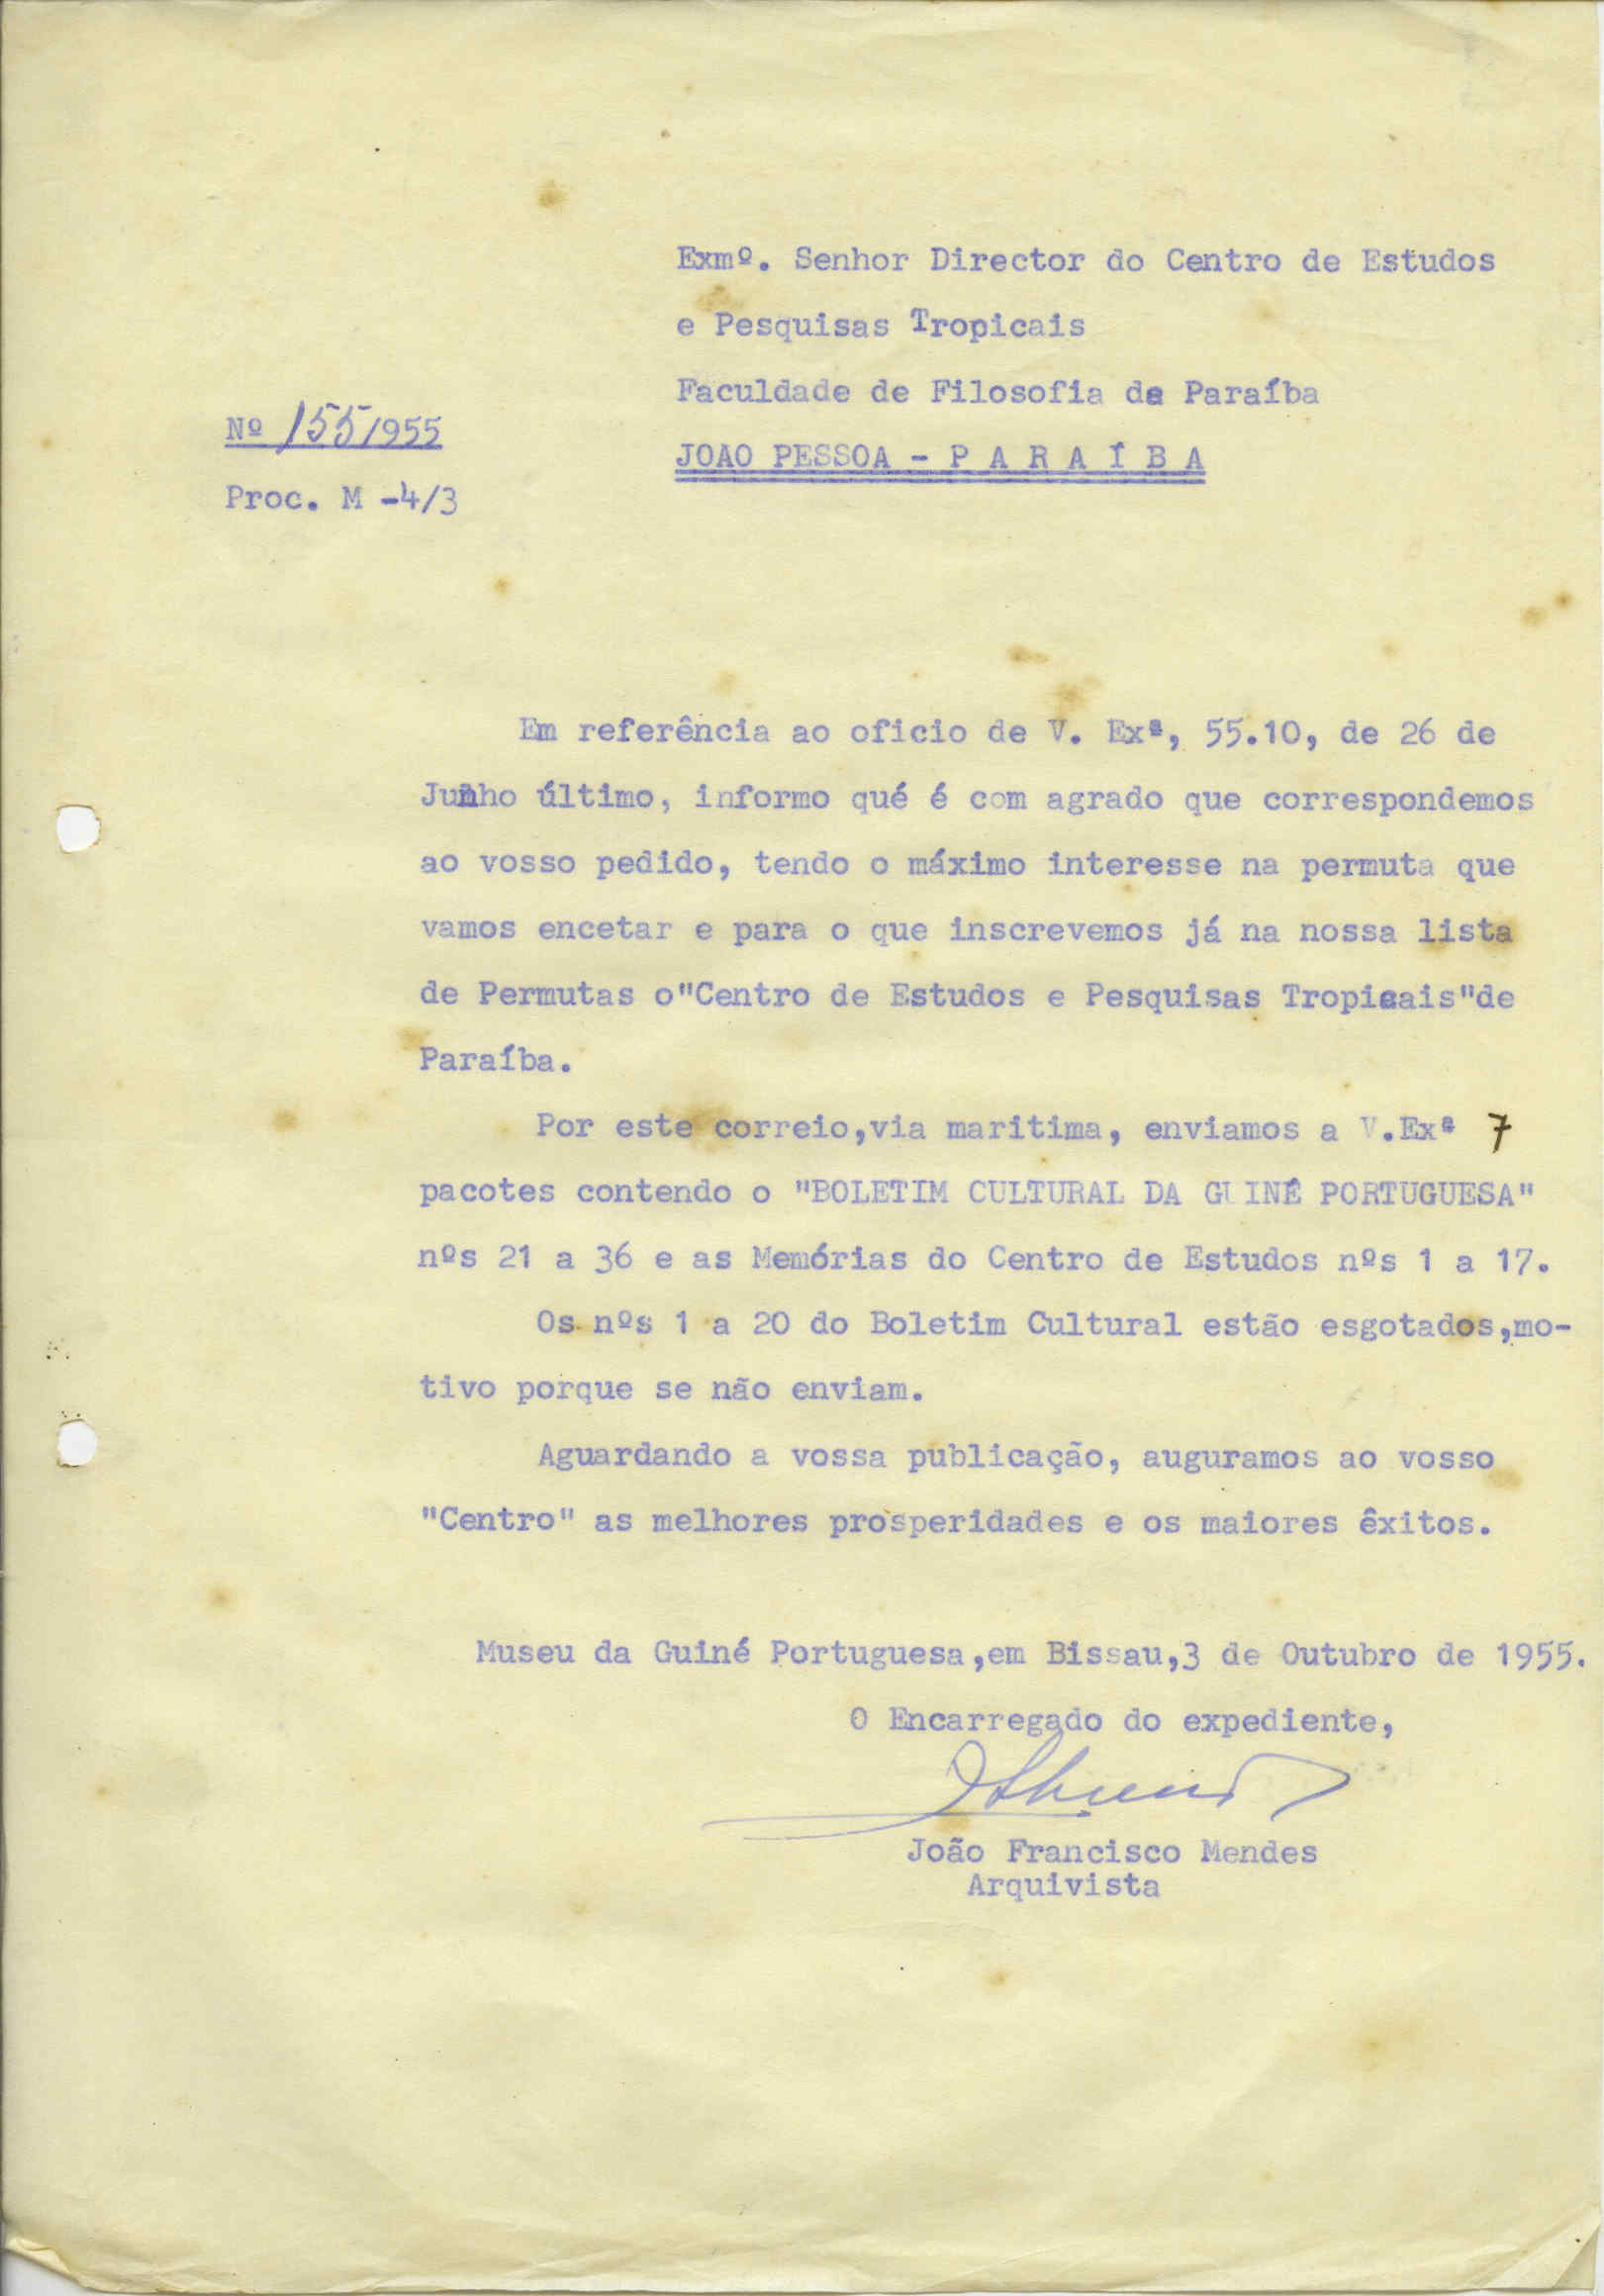 Exmº. Senhor Director do Centro de Estudos
e Pesquisas Tropicais
Faculdade de Filosofia da Paraíba
JOAO PESSOA - P A R A Í B A
Nº 155/1955
Proc. M -4/3
Em referência ao oficio de V. Exª, 55.10, de 26 de
Junho último, informo qué é com agrado que correspondemos
ao vosso pedido, tendo o máximo interesse na permuta que
vamos encetar e para o que inscrevemos já na nossa lista
de Permutas o"Centro de Estudos e Pesquisas Tropicais"de
Paraíba.
Por este correio,via maritima, enviamos a V.Exª 7
pacotes contendo o "BOLETIM CULTURAL DA GUINÉ PORTUGUESA"
nºs 21 a 36 e as Memórias do Centro de Estudos nºs 1 a 17.
Os nºs 1 a 20 do Boletim Cultural estão esgotados,mo-
tivo porque se não enviam.
Aguardando a vossa publicação, auguramos ao vosso
"Centro" as melhores prosperidades e os maiores êxitos.
Museu da Guiné Portuguesa,em Bissau,3 de Outubro de 1955.
O Encarregado do expediente,
João Francisco Mendes
Arquivista